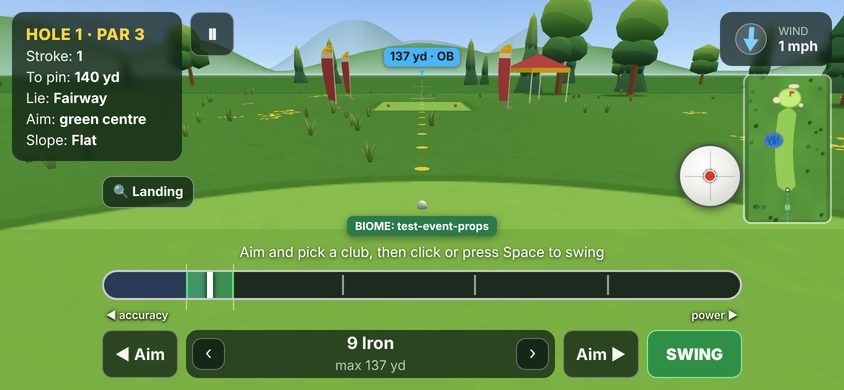 HOLE 1 · PAR 3
Stroke: 1
To pin: 140 yd
Lie: Fairway
Aim: green centre
Slope: Flat
137 yd · OB
WIND
1 mph
🔍 Landing
BIOME: test-event-props
Aim and pick a club, then click or press Space to swing
◀ accuracy
power ▶
◀ Aim
‹
9 Iron
max 137 yd
›
Aim ▶
SWING